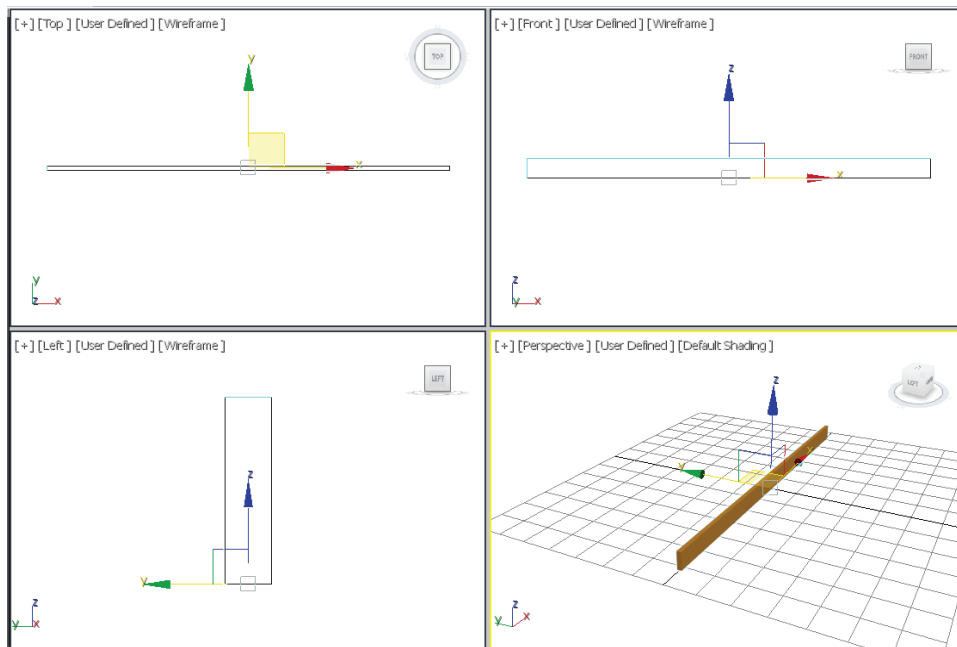 [+] [Top] [User Defined] [Wireframe]
TOP
y
x
y
z x
[+] [Front] [User Defined] [Wireframe]
FRONT
z
x
z
y x
[+] [Left] [User Defined] [Wireframe]
LEFT
z
y
z
y x
[+] [Perspective] [User Defined] [Default Shading]
LEFT
z
y
x
z
y x